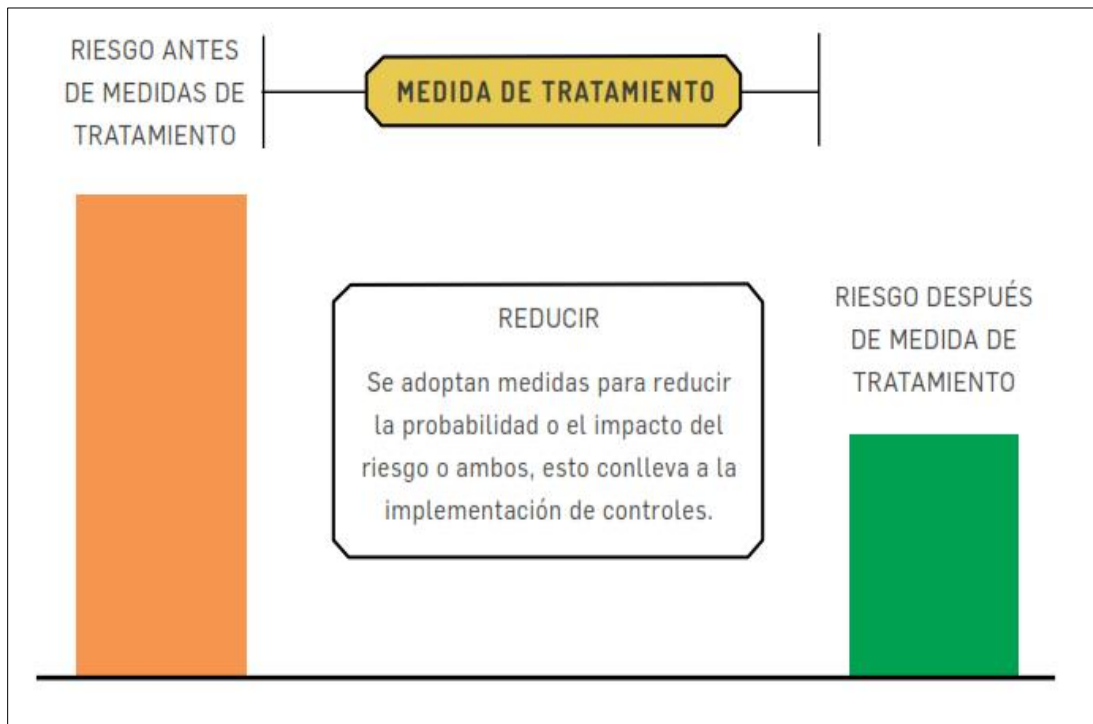 RIESGO ANTES
DE MEDIDAS DE
TRATAMIENTO
MEDIDA DE TRATAMIENTO
REDUCIR
Se adoptan medidas para reducir
la probabilidad o el impacto del
riesgo o ambos, esto conlleva a la
implementación de controles.
RIESGO DESPUÉS
DE MEDIDA DE
TRATAMIENTO